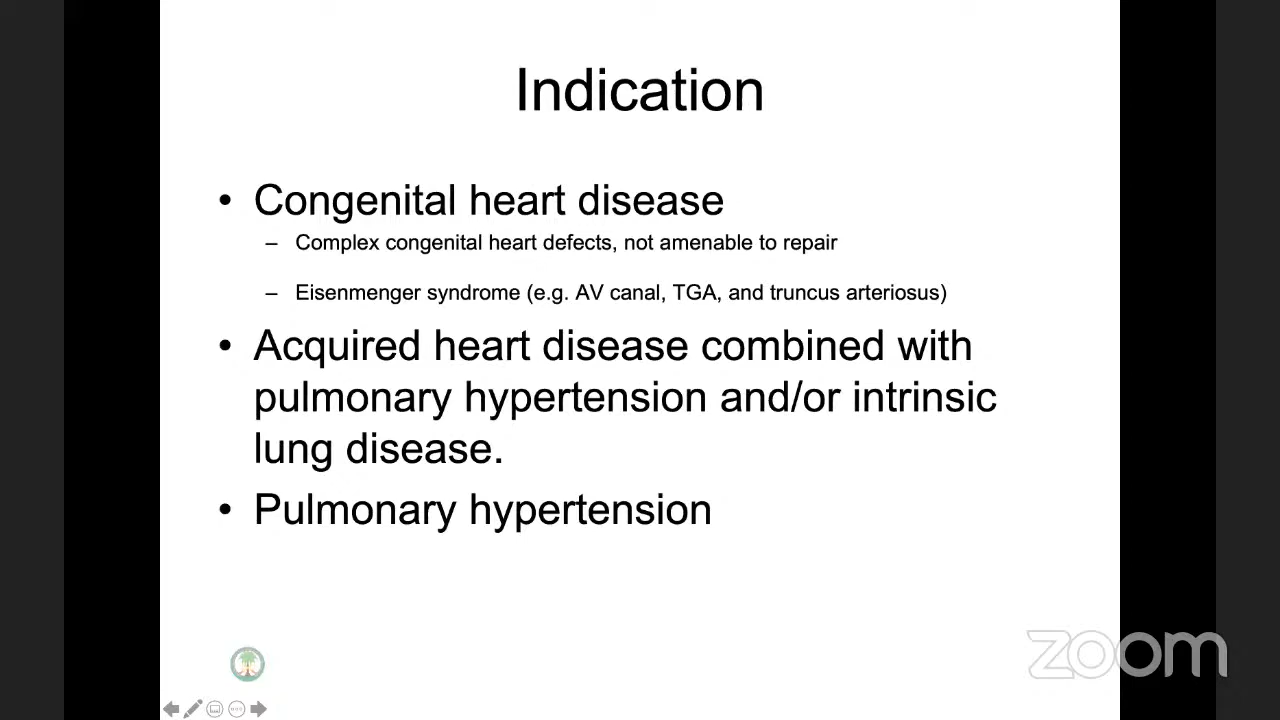 Indication
• Congenital heart disease
– Complex congenital heart defects, not amenable to repair
– Eisenmenger syndrome (e.g. AV canal, TGA, and truncus arteriosus)
• Acquired heart disease combined with
pulmonary hypertension and/or intrinsic
lung disease.
• Pulmonary hypertension
zoom